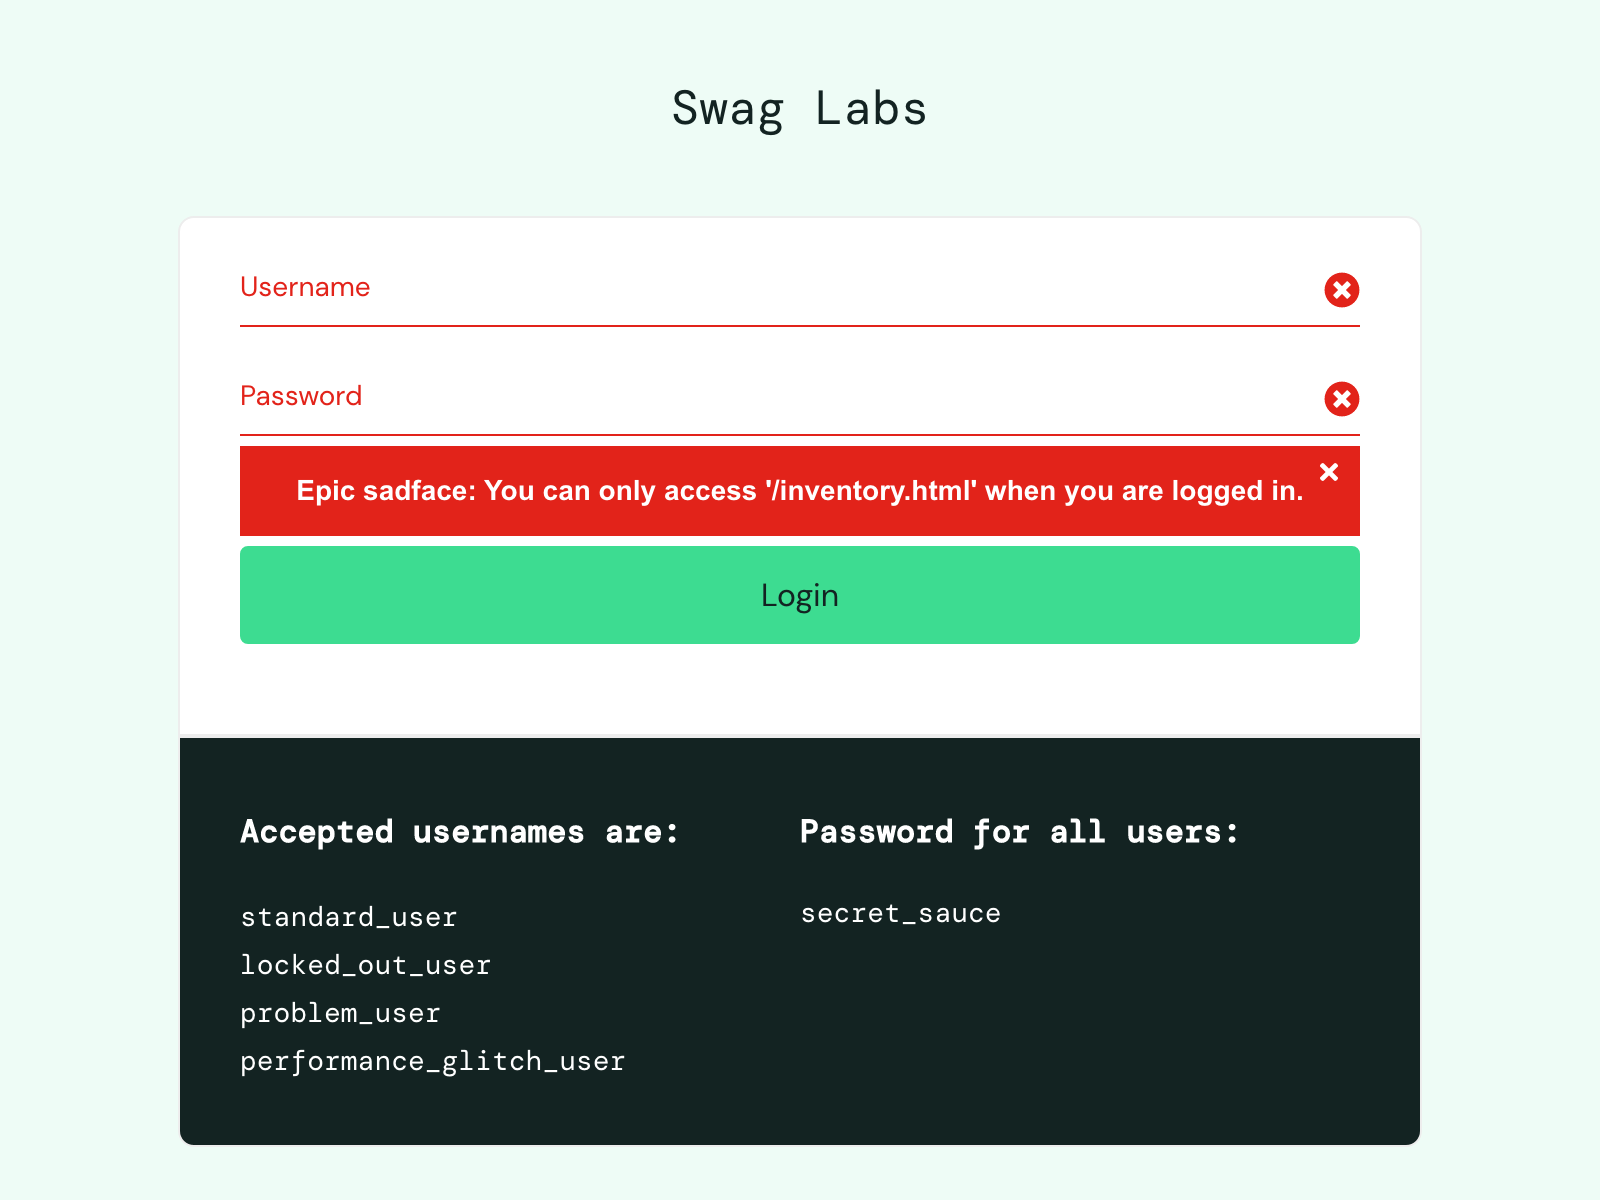 Swag Labs
Username
Password
Epic sadface: You can only access '/inventory.html' when you are logged in.
Login
Accepted usernames are:
standard_user
locked_out_user
problem_user
performance_glitch_user
Password for all users:
secret_sauce